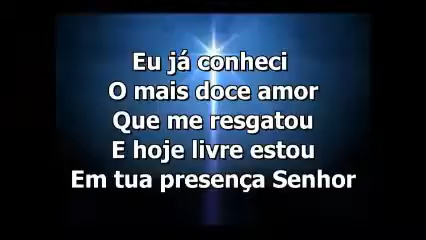 Eu já conheci
O mais doce amor
Que me resgatou
E hoje livre estou
Em tua presença Senhor